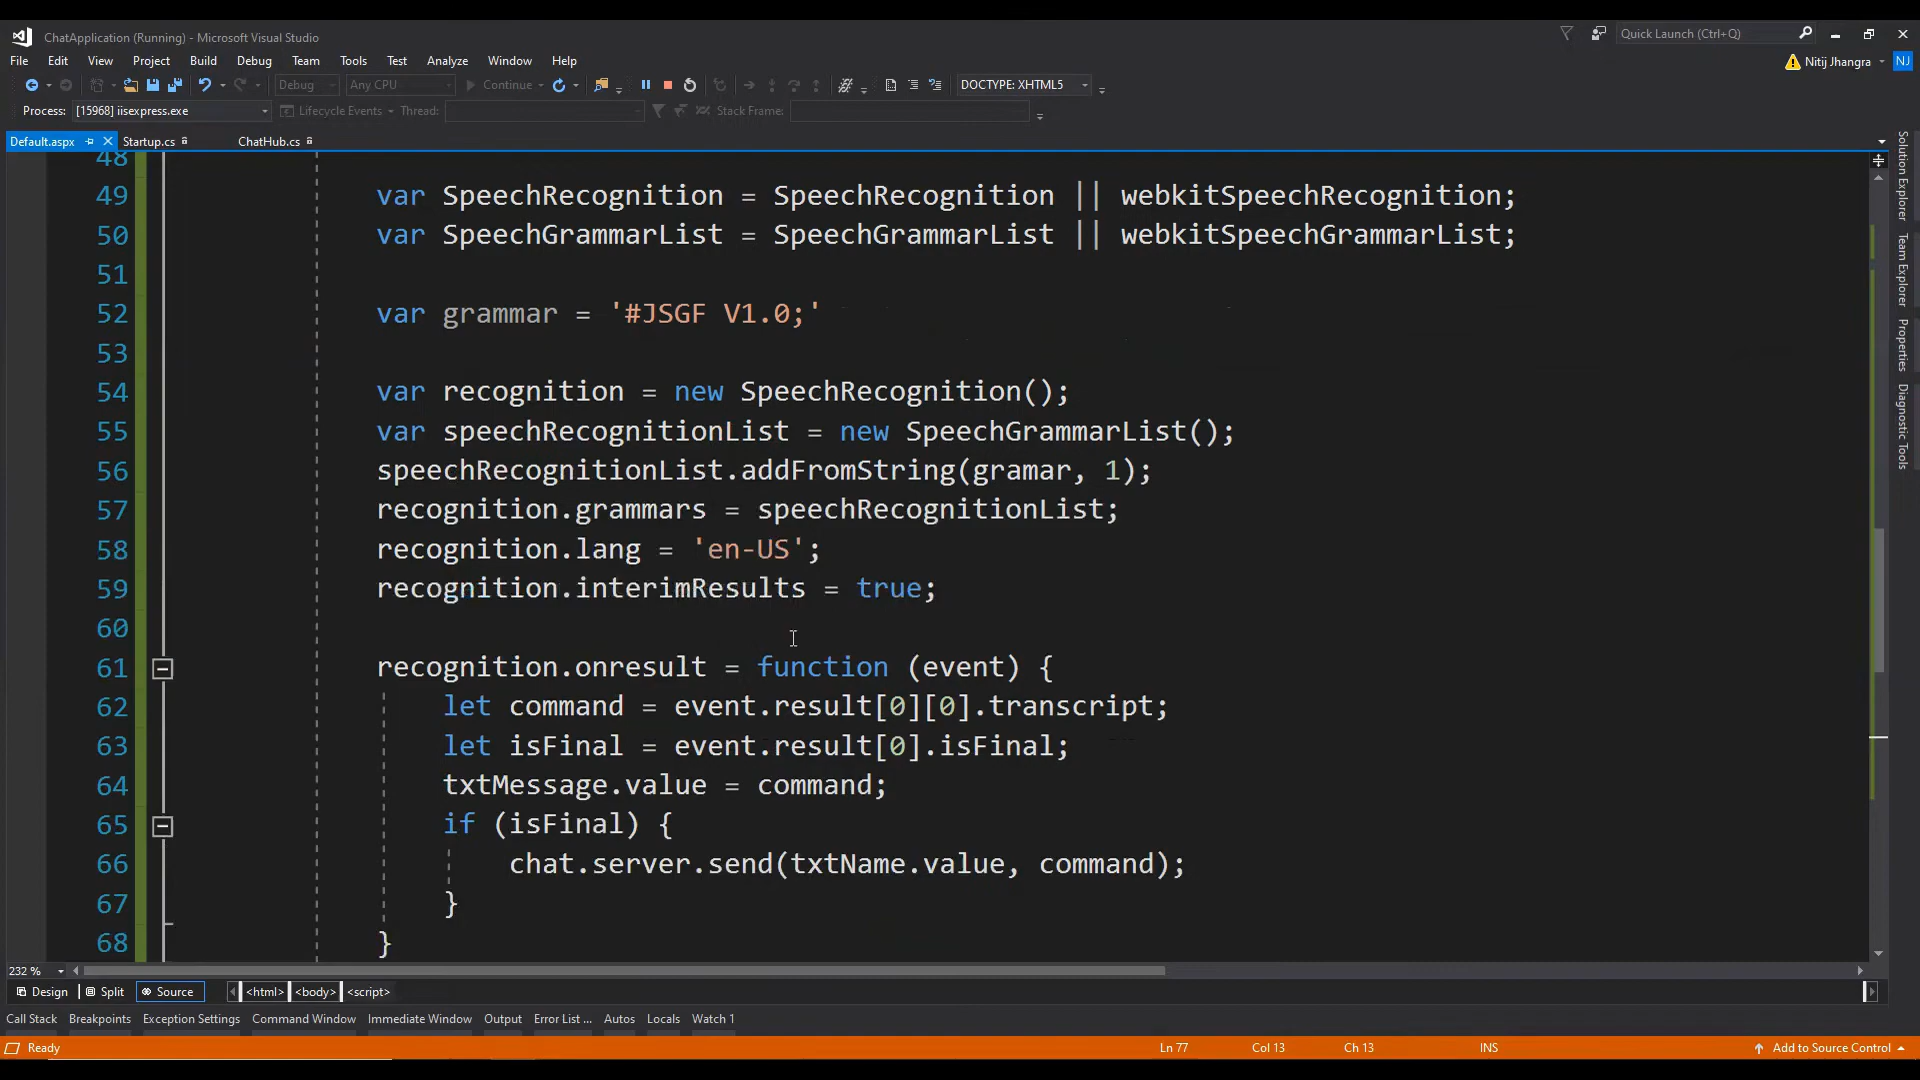 ChatApplication (Running) - Microsoft Visual Studio
Quick Launch (Ctrl+Q)
File Edit View Project Build Debug Team Tools Test Analyze Window Help
Nitij Jhangra NJ
Debug Any CPU Continue DOCTYPE: XHTML5
Process: [15968] iisexpress.exe Lifecycle Events Thread: Stack Frame:
Default.aspx Startup.cs ChatHub.cs
48
49 var SpeechRecognition = SpeechRecognition || webkitSpeechRecognition;
50 var SpeechGrammarList = SpeechGrammarList || webkitSpeechGrammarList;
51
52 var grammar = '#JSGF V1.0;'
53
54 var recognition = new SpeechRecognition();
55 var speechRecognitionList = new SpeechGrammarList();
56 speechRecognitionList.addFromString(gramar, 1);
57 recognition.grammars = speechRecognitionList;
58 recognition.lang = 'en-US';
59 recognition.interimResults = true;
60
61 recognition.onresult = function (event) {
62 let command = event.result[0][0].transcript;
63 let isFinal = event.result[0].isFinal;
64 txtMessage.value = command;
65 if (isFinal) {
66 chat.server.send(txtName.value, command);
67 }
68 }
Solution Explorer
Team Explorer
Properties
Diagnostic Tools
232 %
Design Split Source <html> <body> <script>
Call Stack Breakpoints Exception Settings Command Window Immediate Window Output Error List ... Autos Locals Watch 1
Ready Ln 77 Col 13 Ch 13 INS Add to Source Control